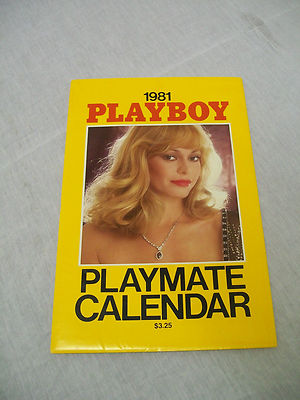 1981
PLAYBOY
PLAYMATE
CALENDAR
$3.25